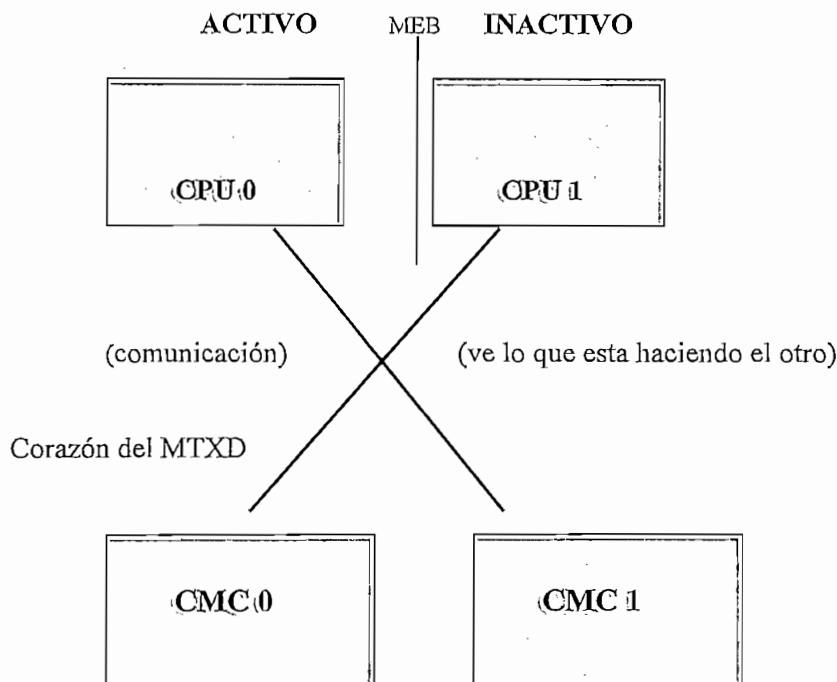 ACTIVO MEB INACTIVO
CPU 0 CPU 1
(comunicación) (ve lo que esta haciendo el otro)
Corazón del MTXD
CMC 0 CMC 1